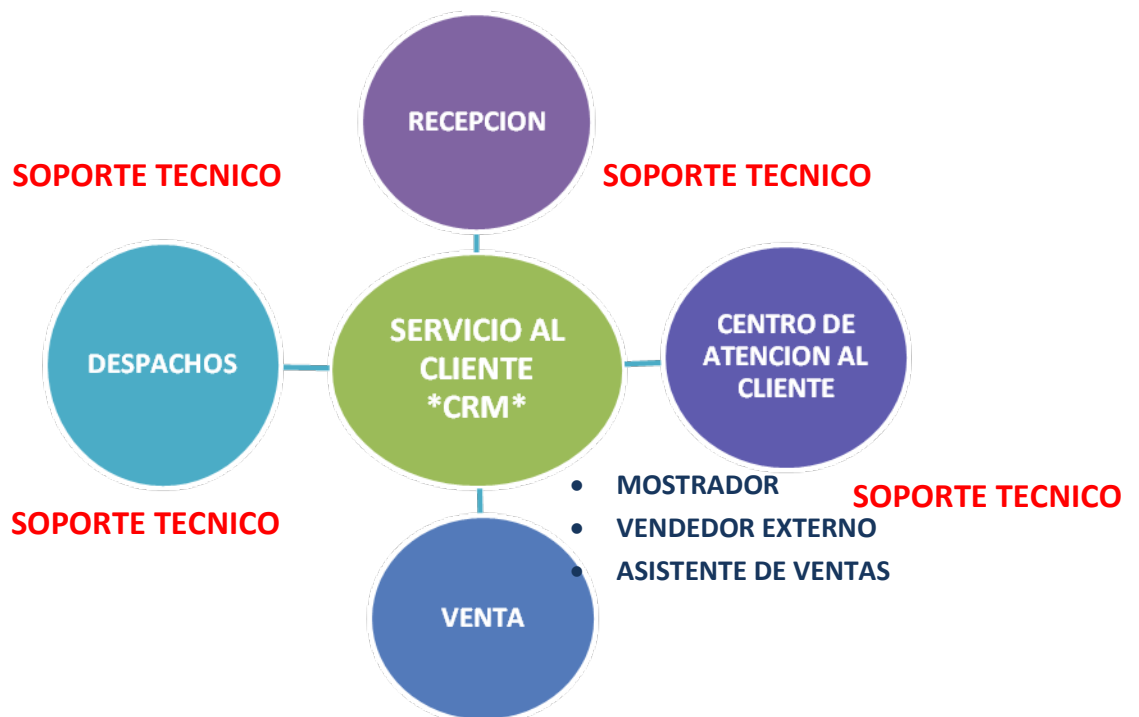 RECEPCION
SOPORTE TECNICO
SOPORTE TECNICO
DESPACHOS
SERVICIO AL
CLIENTE
*CRM*
CENTRO DE
ATENCION AL
CLIENTE
• MOSTRADOR
• VENDEDOR EXTERNO
• ASISTENTE DE VENTAS
SOPORTE TECNICO
SOPORTE TECNICO
VENTA